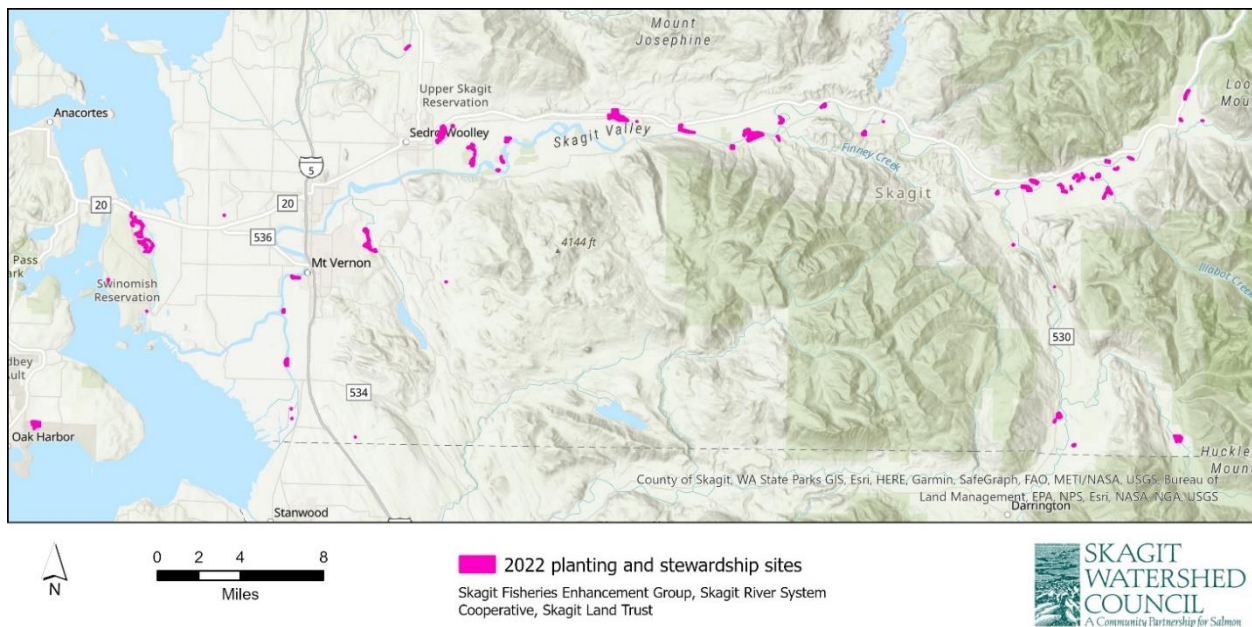 Mount
Josephine
Upper Skagit
Reservation
Loo
Mount
Anacortes
Sedro-Woolley
Skagit Valley
5
Finney Creek
Skagit
20
20
536
4144 ft
Mt Vernon
Pass
ark
Swinomish
Reservation
Illabot Creek
530
dbey
ault
534
Oak Harbor
Huckle
Mount
County of Skagit, WA State Parks GIS, Esri, HERE, Garmin, SafeGraph, FAO, METI/NASA, USGS, Bureau of
Land Management, EPA, NPS, Esri, NASA, NGA, USGS
Darrington
Stanwood
N
0 2 4 8
Miles
2022 planting and stewardship sites
Skagit Fisheries Enhancement Group, Skagit River System
Cooperative, Skagit Land Trust
SKAGIT
WATERSHED
COUNCIL
A Community Partnership for Salmon